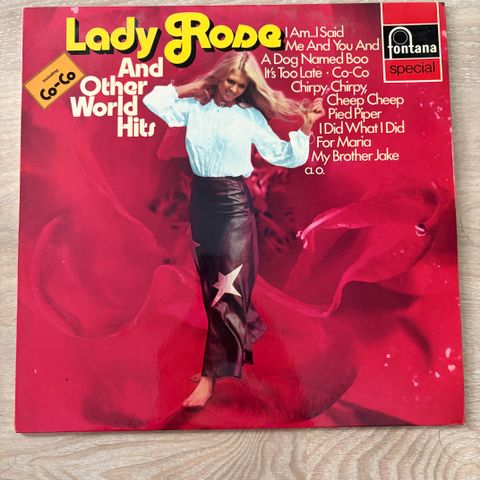 Lady Rose
And
Other
World
Hits
including
Co-Co
I Am...I Said
Me And You And
A Dog Named Boo
It's Too Late · Co-Co
Chirpy, Chirpy,
Cheep Cheep
Pied Piper
I Did What I Did
For Maria
My Brother Jake
a.o.
fontana
special